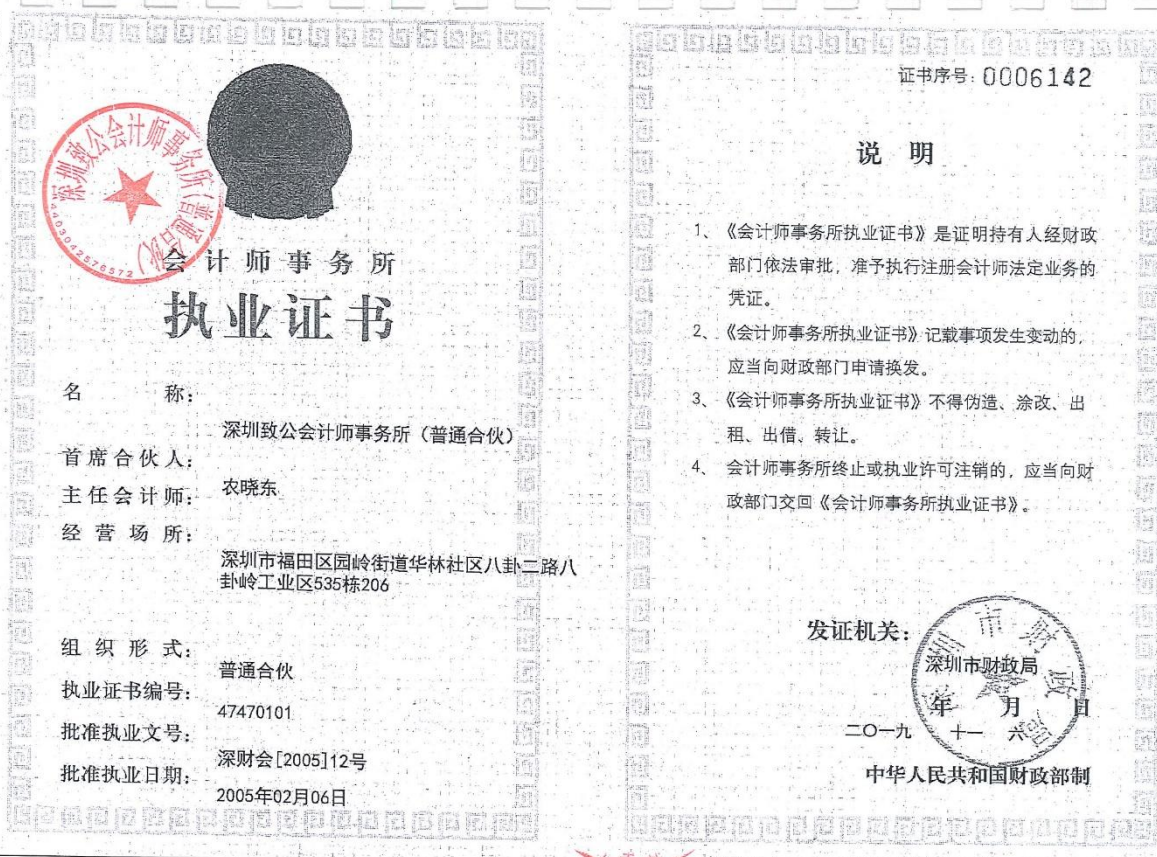 深圳致公会计师事务所(普通合伙)
4403042576572
会计师事务所
执业证书
名称:
深圳致公会计师事务所（普通合伙）
首席合伙人:
主任会计师:
农晓东
经营场所:
深圳市福田区园岭街道华林社区八卦二路八
卦岭工业区535栋206
组织形式:
普通合伙
执业证书编号:
47470101
批准执业文号:
深财会[2005]12号
批准执业日期:
2005年02月06日
证书序号:0006142
说明
1、《会计师事务所执业证书》是证明持有人经财政
部门依法审批，准予执行注册会计师法定业务的
凭证。
2、《会计师事务所执业证书》记载事项发生变动的,
应当向财政部门申请换发。
3、《会计师事务所执业证书》不得伪造、涂改、出
租、出借、转让。
4、 会计师事务所终止或执业许可注销的，应当向财
政部门交回《会计师事务所执业证书》。
发证机关:
深圳市财政局
深圳市财政局
年 月 日
二〇一九 十一 六
中华人民共和国财政部制